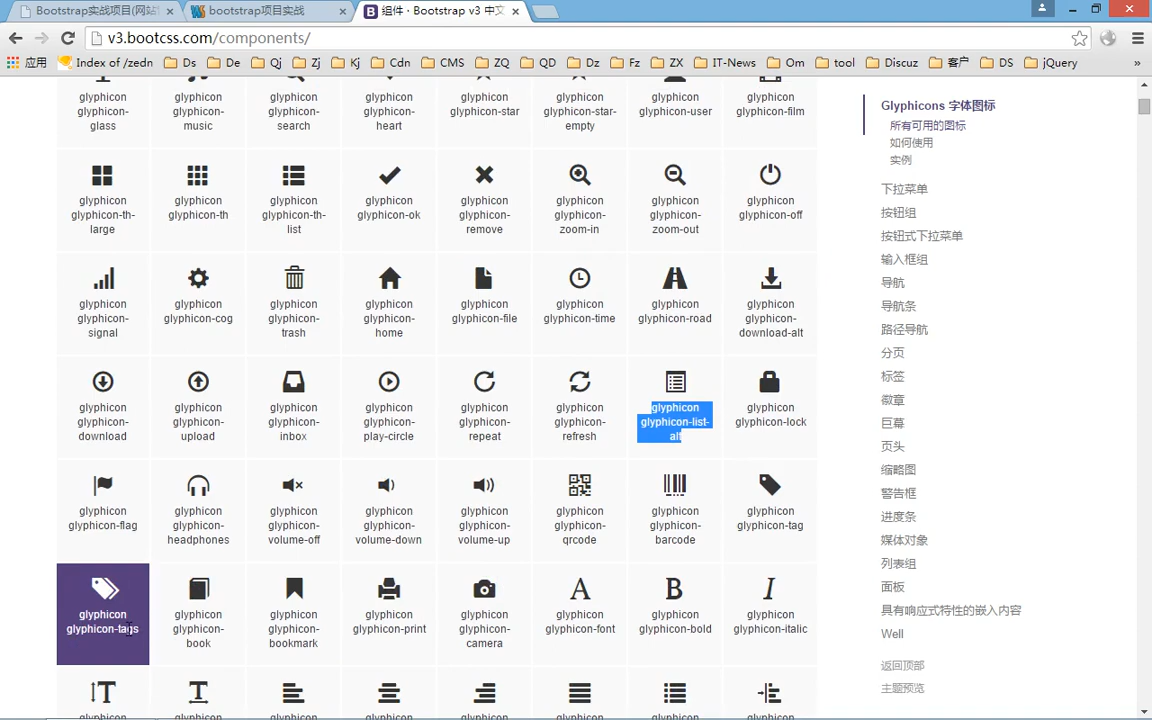 Bootstrap实战项目(网站
bootstrap项目实战
组件 · Bootstrap v3 中文
v3.bootcss.com/components/
应用
Index of /zedn
Ds
De
Qj
Zj
Kj
Cdn
CMS
ZQ
QD
Dz
Fz
ZX
IT-News
Om
tool
Discuz
客户
DS
jQuery
»
glyphicon
glyphicon-
glass
glyphicon
glyphicon-
music
glyphicon
glyphicon-
search
glyphicon
glyphicon-
heart
glyphicon
glyphicon-star
glyphicon
glyphicon-star-
empty
glyphicon
glyphicon-user
glyphicon
glyphicon-film
glyphicon
glyphicon-th-
large
glyphicon
glyphicon-th
glyphicon
glyphicon-th-
list
glyphicon
glyphicon-ok
glyphicon
glyphicon-
remove
glyphicon
glyphicon-
zoom-in
glyphicon
glyphicon-
zoom-out
glyphicon
glyphicon-off
glyphicon
glyphicon-
signal
glyphicon
glyphicon-cog
glyphicon
glyphicon-
trash
glyphicon
glyphicon-
home
glyphicon
glyphicon-file
glyphicon
glyphicon-time
glyphicon
glyphicon-road
glyphicon
glyphicon-
download-alt
glyphicon
glyphicon-
download
glyphicon
glyphicon-
upload
glyphicon
glyphicon-
inbox
glyphicon
glyphicon-
play-circle
glyphicon
glyphicon-
repeat
glyphicon
glyphicon-
refresh
glyphicon
glyphicon-list-
alt
glyphicon
glyphicon-lock
glyphicon
glyphicon-flag
glyphicon
glyphicon-
headphones
glyphicon
glyphicon-
volume-off
glyphicon
glyphicon-
volume-down
glyphicon
glyphicon-
volume-up
glyphicon
glyphicon-
qrcode
glyphicon
glyphicon-
barcode
glyphicon
glyphicon-tag
glyphicon
glyphicon-tags
glyphicon
glyphicon-
book
glyphicon
glyphicon-
bookmark
glyphicon
glyphicon-print
glyphicon
glyphicon-
camera
glyphicon
glyphicon-font
glyphicon
glyphicon-bold
glyphicon
glyphicon-italic
glyphicon
glyphicon
glyphicon
glyphicon
glyphicon
glyphicon
glyphicon
glyphicon
Glyphicons 字体图标
所有可用的图标
如何使用
实例
下拉菜单
按钮组
按钮式下拉菜单
输入框组
导航
导航条
路径导航
分页
标签
徽章
巨幕
页头
缩略图
警告框
进度条
媒体对象
列表组
面板
具有响应式特性的嵌入内容
Well
返回顶部
主题预览